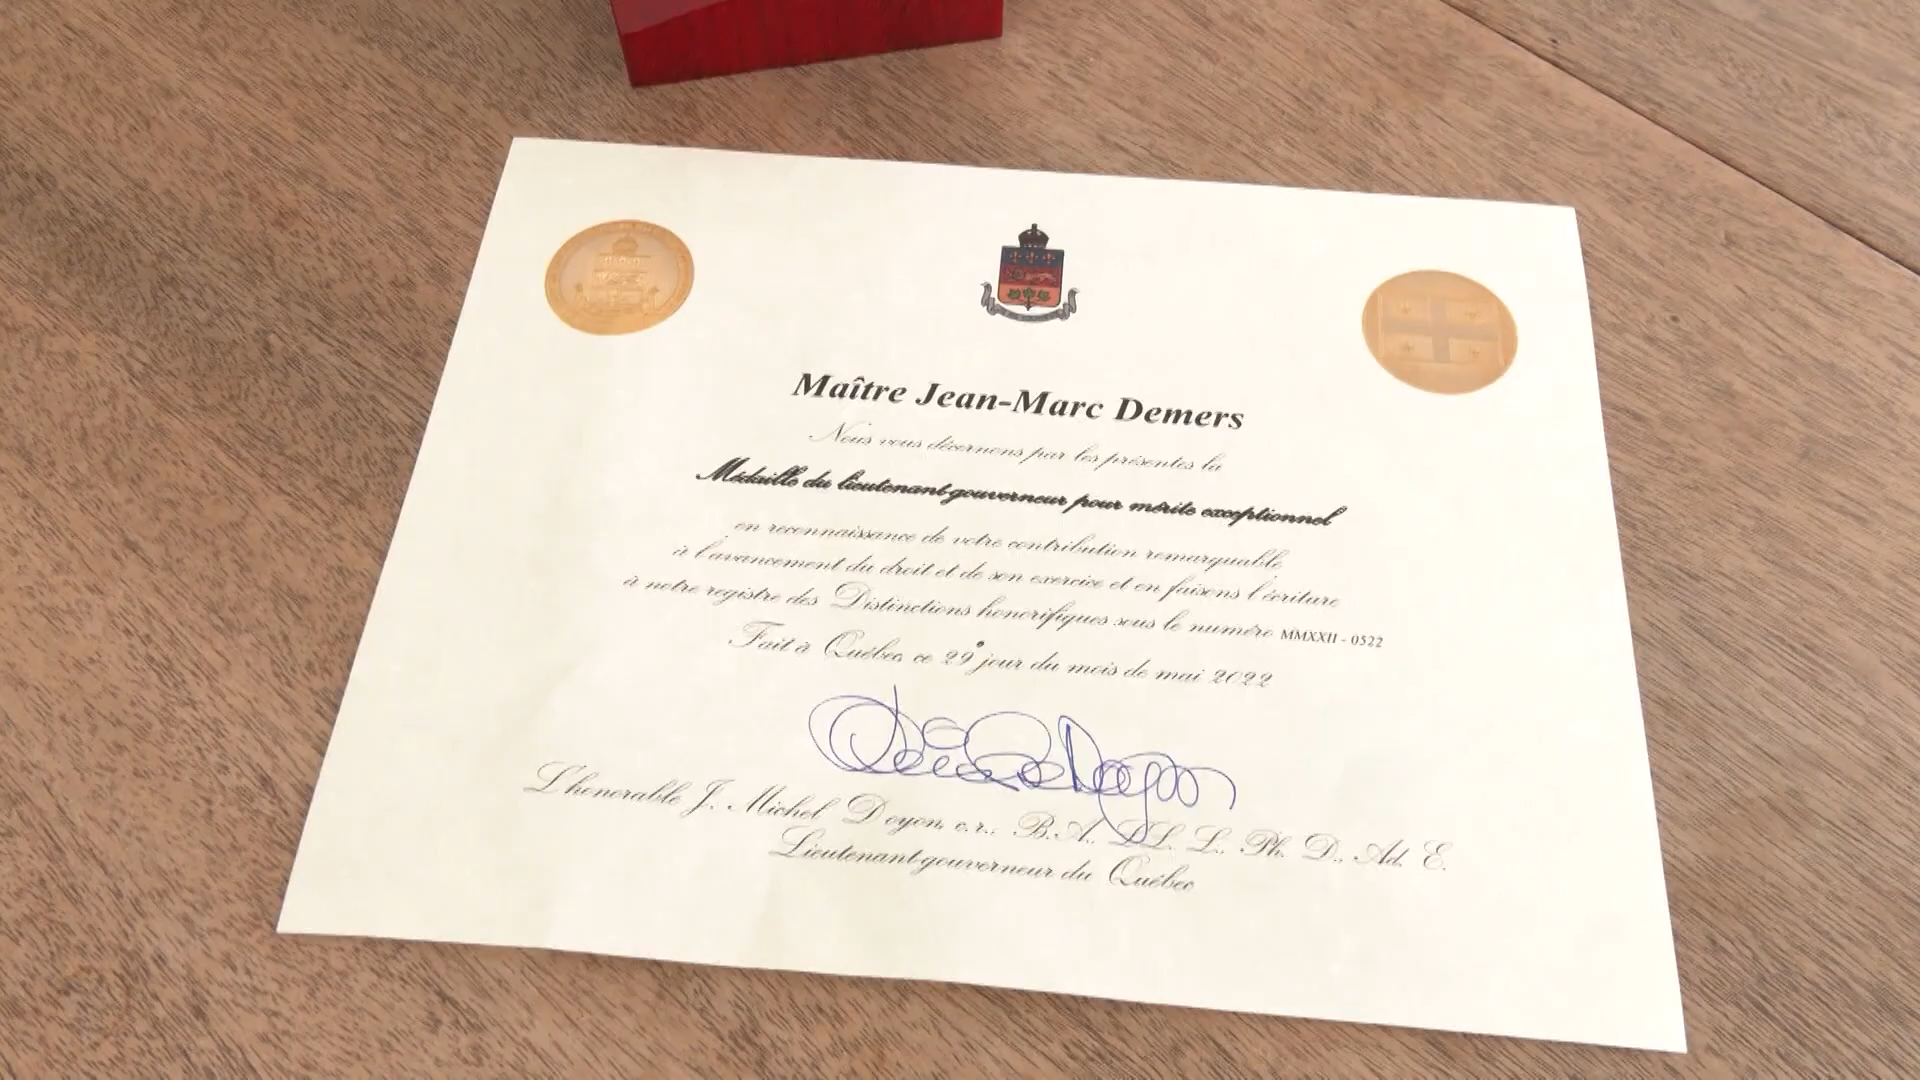 Maître Jean-Marc Demers
Nous vous décernons par les présentes la
Médaille du lieutenant-gouverneur pour mérite exceptionnel
en reconnaissance de votre contribution remarquable
à l'avancement du droit et de son exercice et en faisons l'écriture
à notre registre des Distinctions honorifiques sous le numéro MMXXII - 0522
Fait à Québec, ce 29e jour du mois de mai 2022
L'honorable J. Michel Doyon, c.r., B.A., LL. L., Ph. D., Ad. E.
Lieutenant-gouverneur du Québec